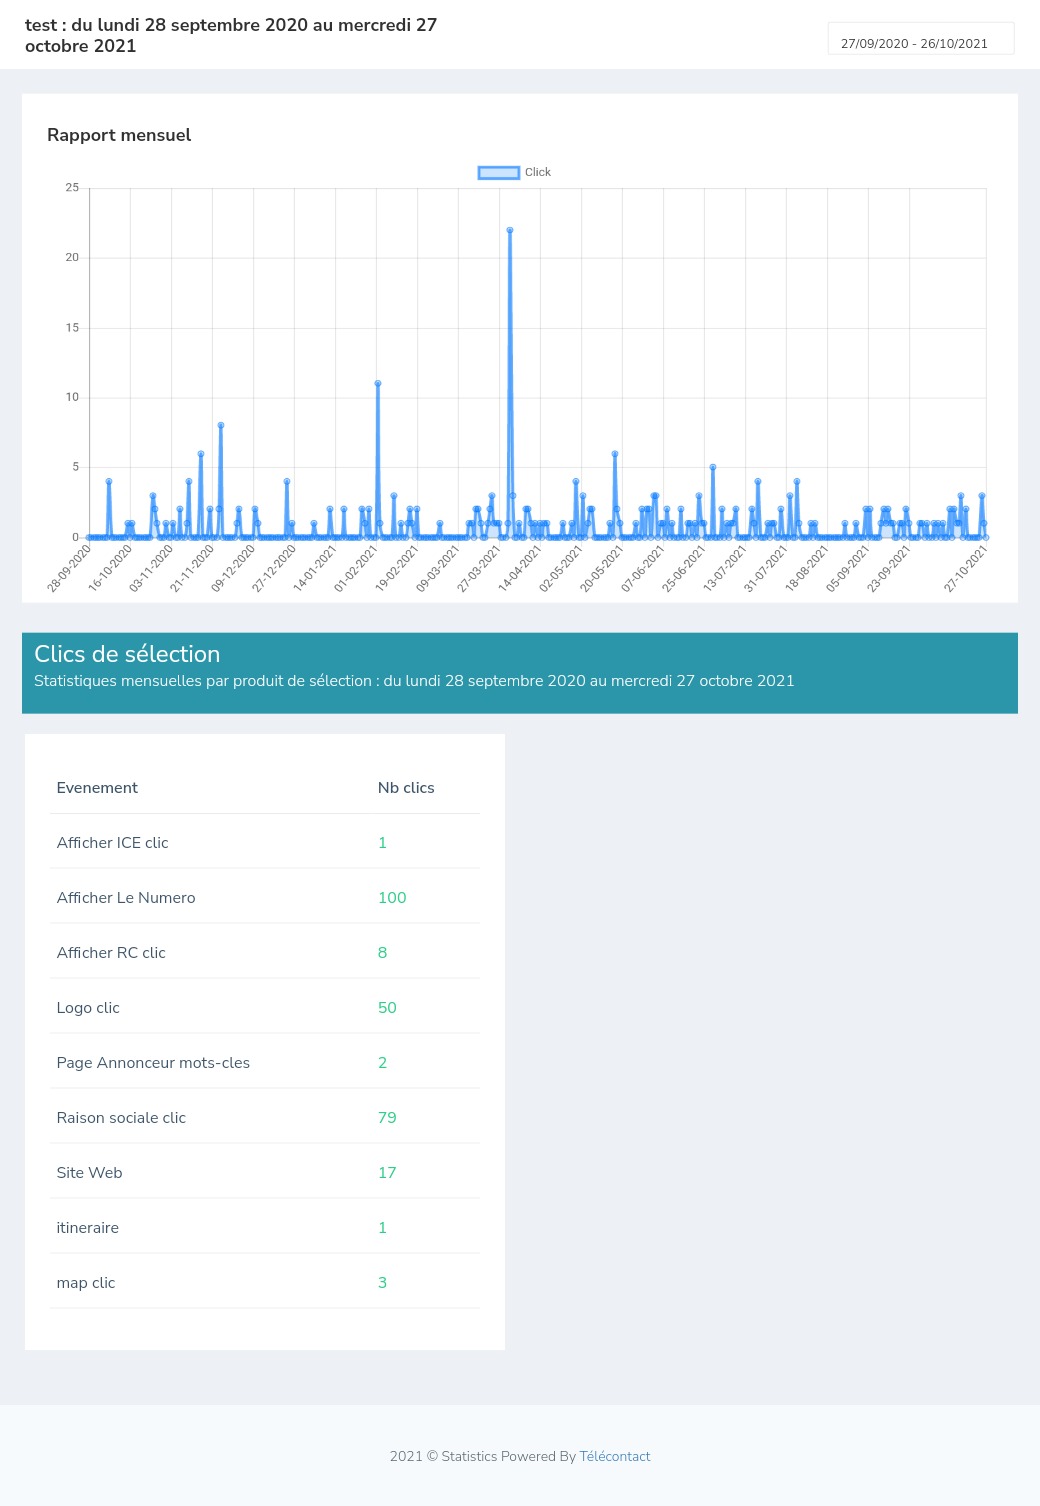 test : du lundi 28 septembre 2020 au mercredi 27
octobre 2021
27/09/2020 - 26/10/2021
Rapport mensuel
Click
25
20
15
10
5
0
28-09-2020
16-10-2020
03-11-2020
21-11-2020
09-12-2020
27-12-2020
14-01-2021
01-02-2021
19-02-2021
09-03-2021
27-03-2021
14-04-2021
02-05-2021
20-05-2021
07-06-2021
25-06-2021
13-07-2021
31-07-2021
18-08-2021
05-09-2021
23-09-2021
27-10-2021
Clics de sélection
Statistiques mensuelles par produit de sélection : du lundi 28 septembre 2020 au mercredi 27 octobre 2021
Evenement Nb clics
Afficher ICE clic 1
Afficher Le Numero 100
Afficher RC clic 8
Logo clic 50
Page Annonceur mots-cles 2
Raison sociale clic 79
Site Web 17
itineraire 1
map clic 3
2021 © Statistics Powered By Télécontact